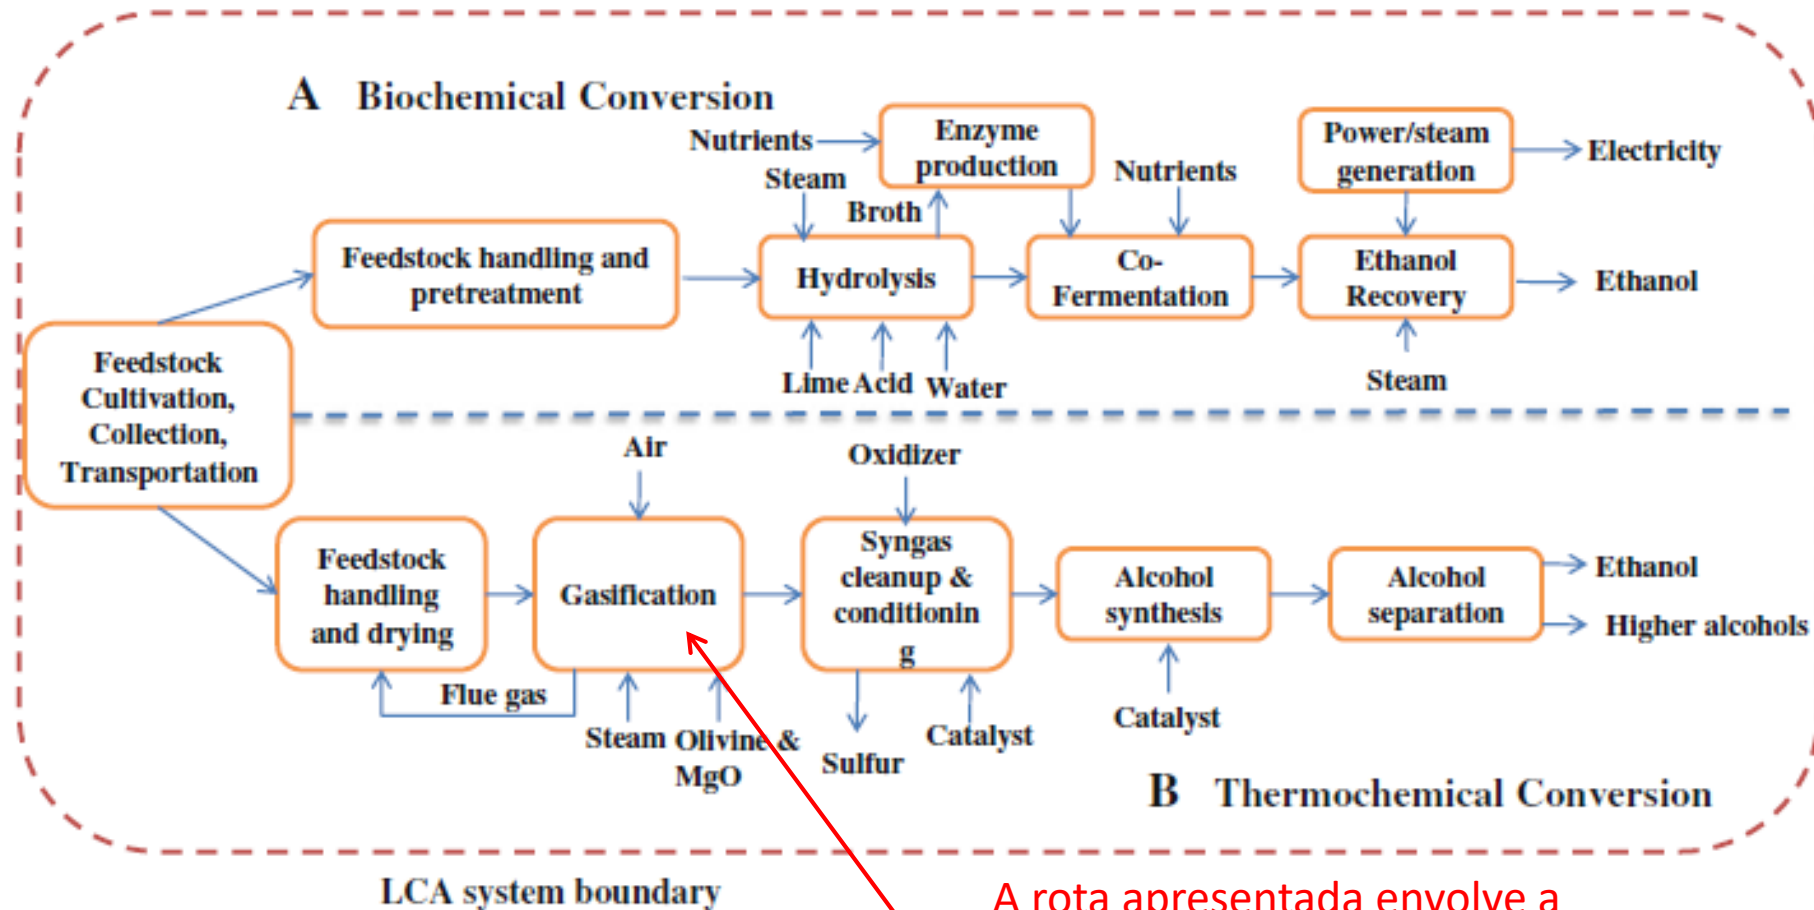 A Biochemical Conversion
Nutrients
Enzyme
production
Steam
Broth
Nutrients
Power/steam
generation
Electricity
Feedstock handling and
pretreatment
Hydrolysis
Co-
Fermentation
Ethanol
Recovery
Ethanol
Lime Acid Water
Steam
Feedstock
Cultivation,
Collection,
Transportation
Air
Oxidizer
Feedstock
handling
and drying
Gasification
Syngas
cleanup &
conditionin
g
Alcohol
synthesis
Alcohol
separation
Ethanol
Higher alcohols
Flue gas
Steam
Olivine &
MgO
Sulfur
Catalyst
Catalyst
B Thermochemical Conversion
LCA system boundary
A rota apresentada envolve a